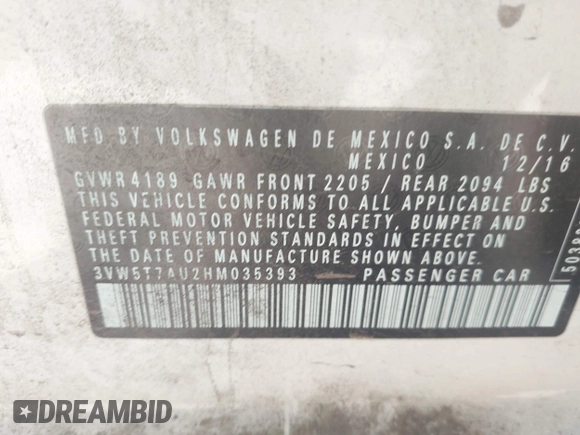 MFD BY VOLKSWAGEN DE MEXICO S.A. DE C.V.
MEXICO 12/16
GVWR 4189 GAWR FRONT 2205 / REAR 2094 LBS
THIS VEHICLE CONFORMS TO ALL APPLICABLE U.S.
FEDERAL MOTOR VEHICLE SAFETY, BUMPER AND
THEFT PREVENTION STANDARDS IN EFFECT ON
THE DATE OF MANUFACTURE SHOWN ABOVE.
3VW5T7AU2HM035393 PASSENGER CAR
DREAMBID